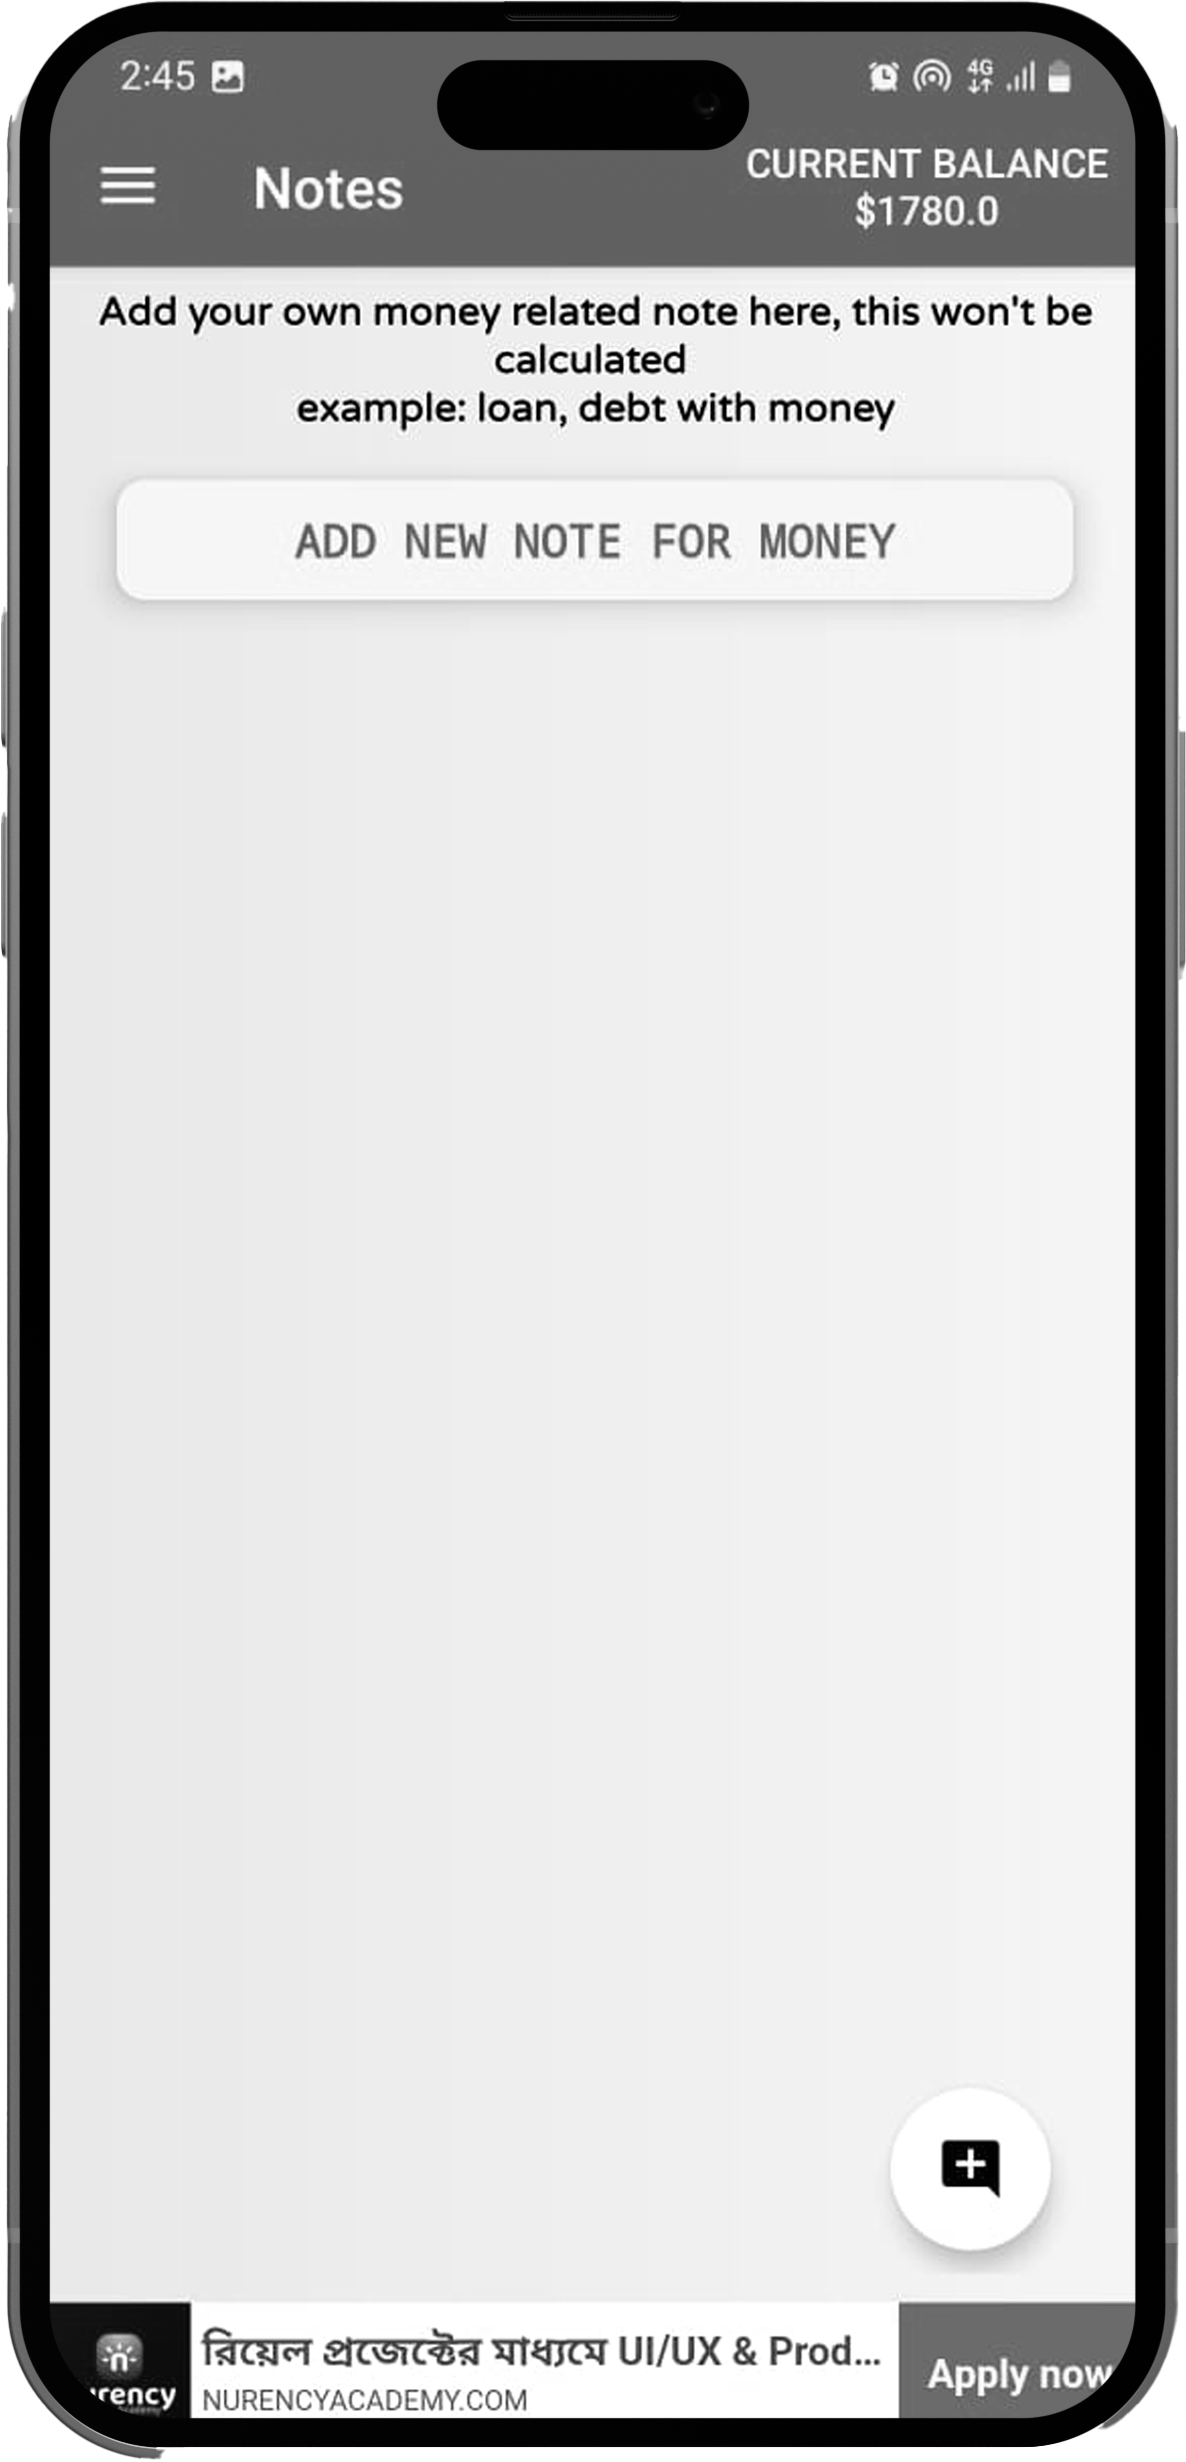 2:45
4G
Notes
CURRENT BALANCE
$1780.0
Add your own money related note here, this won't be
calculated
example: loan, debt with money
ADD NEW NOTE FOR MONEY
রিয়েল প্রজেক্টের মাধ্যমে UI/UX & Prod...
NURENCYACADEMY.COM
Apply now